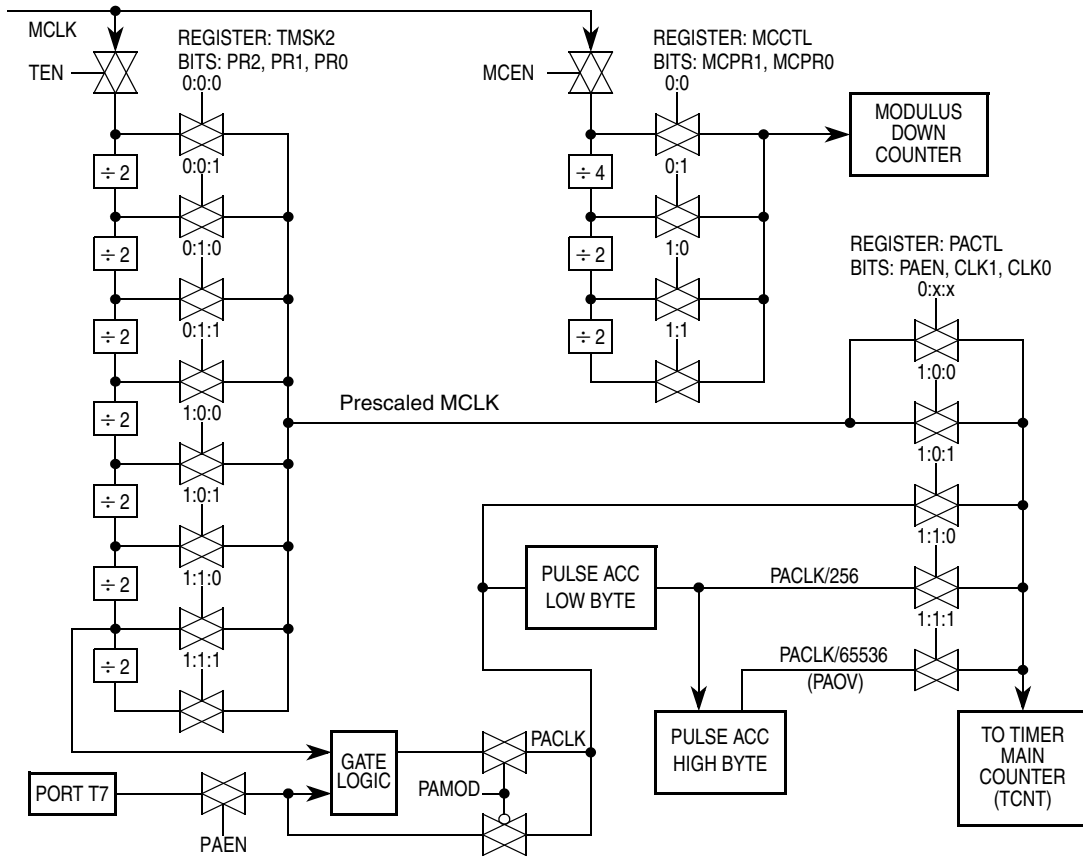 MCLK
TEN
REGISTER: TMSK2
BITS: PR2, PR1, PR0
0:0:0
÷ 2
0:0:1
÷ 2
0:1:0
÷ 2
0:1:1
÷ 2
1:0:0
÷ 2
1:0:1
÷ 2
1:1:0
÷ 2
1:1:1
MCEN
REGISTER: MCCTL
BITS: MCPR1, MCPR0
0:0
÷ 4
0:1
÷ 2
1:0
÷ 2
1:1
MODULUS
DOWN
COUNTER
REGISTER: PACTL
BITS: PAEN, CLK1, CLK0
0:x:x
1:0:0
1:0:1
1:1:0
1:1:1
Prescaled MCLK
PULSE ACC
LOW BYTE
PACLK/256
PACLK/65536
(PAOV)
PULSE ACC
HIGH BYTE
TO TIMER
MAIN
COUNTER
(TCNT)
PORT T7
PAEN
GATE
LOGIC
PACLK
PAMOD